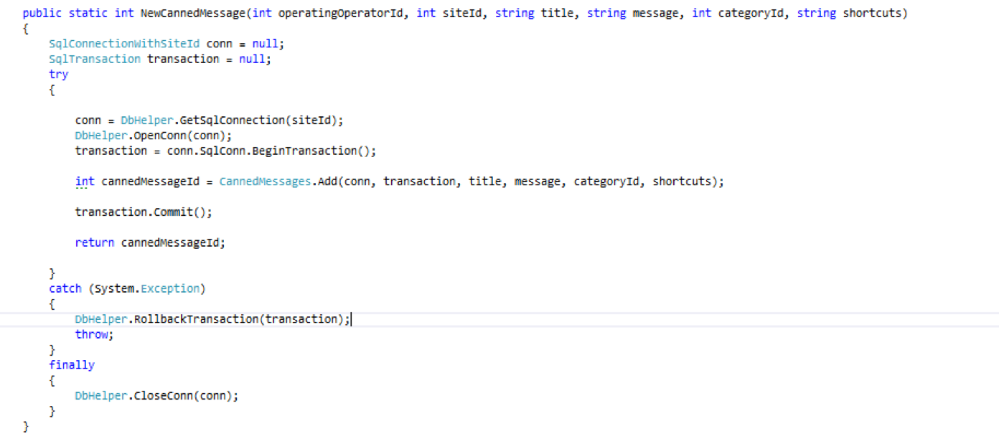 public static int NewCannedMessage(int operatingOperatorId, int siteId, string title, string message, int categoryId, string shortcuts)
{
SqlConnectionWithSiteId conn = null;
SqlTransaction transaction = null;
try
{
conn = DbHelper.GetSqlConnection(siteId);
DbHelper.OpenConn(conn);
transaction = conn.SqlConn.BeginTransaction();
int cannedMessageId = CannedMessages.Add(conn, transaction, title, message, categoryId, shortcuts);
transaction.Commit();
return cannedMessageId;
}
catch (System.Exception)
{
DbHelper.RollbackTransaction(transaction);
throw;
}
finally
{
DbHelper.CloseConn(conn);
}
}